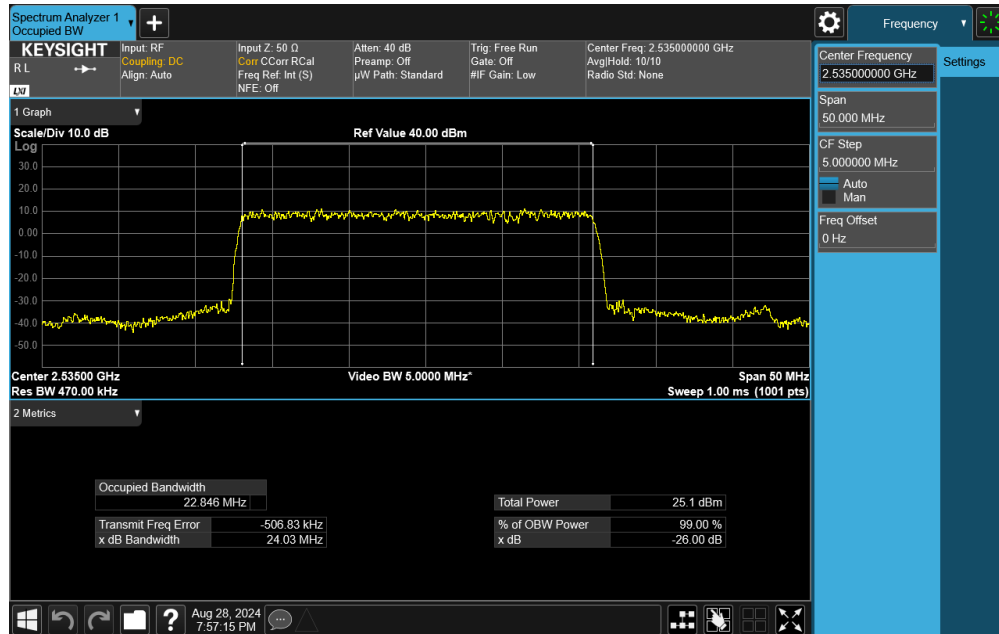 Spectrum Analyzer 1
Occupied BW
Frequency
KEYSIGHT
R L
LXI
Input: RF
Coupling: DC
Align: Auto
Input Z: 50 Ω
Corr CCorr RCal
Freq Ref: Int (S)
NFE: Off
Atten: 40 dB
Preamp: Off
µW Path: Standard
Trig: Free Run
Gate: Off
#IF Gain: Low
Center Freq: 2.535000000 GHz
Avg|Hold: 10/10
Radio Std: None
Center Frequency
2.535000000 GHz
Settings
Span
50.000 MHz
CF Step
5.000000 MHz
Auto
Man
Freq Offset
0 Hz
1 Graph
Scale/Div 10.0 dB
Ref Value 40.00 dBm
Log
30.0
20.0
10.0
0.00
-10.0
-20.0
-30.0
-40.0
-50.0
Center 2.53500 GHz
Video BW 5.0000 MHz*
Span 50 MHz
Res BW 470.00 kHz
Sweep 1.00 ms (1001 pts)
2 Metrics
Occupied Bandwidth
22.846 MHz
Total Power 25.1 dBm
Transmit Freq Error -506.83 kHz
% of OBW Power 99.00 %
x dB Bandwidth 24.03 MHz
x dB -26.00 dB
Aug 28, 2024
7:57:15 PM